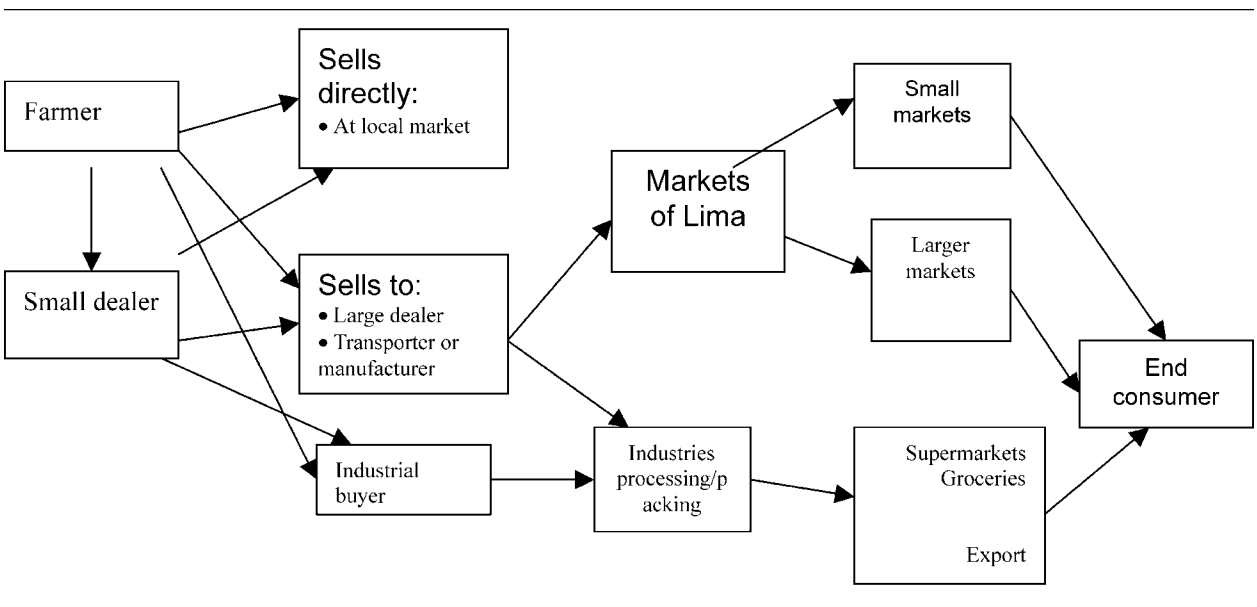 Farmer
Sells
directly:
• At local market
Small dealer
Sells to:
• Large dealer
• Transporter or
manufacturer
Industrial
buyer
Markets
of Lima
Industries
processing/p
acking
Small
markets
Larger
markets
Supermarkets
Groceries
Export
End
consumer